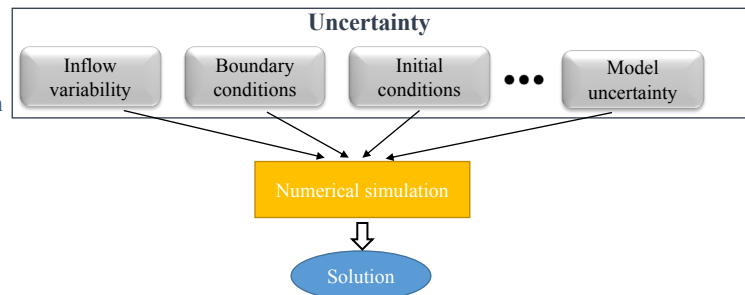 Uncertainty
Inflow
variability
Boundary
conditions
Initial
conditions
•••
Model
uncertainty
n
Numerical simulation
Solution